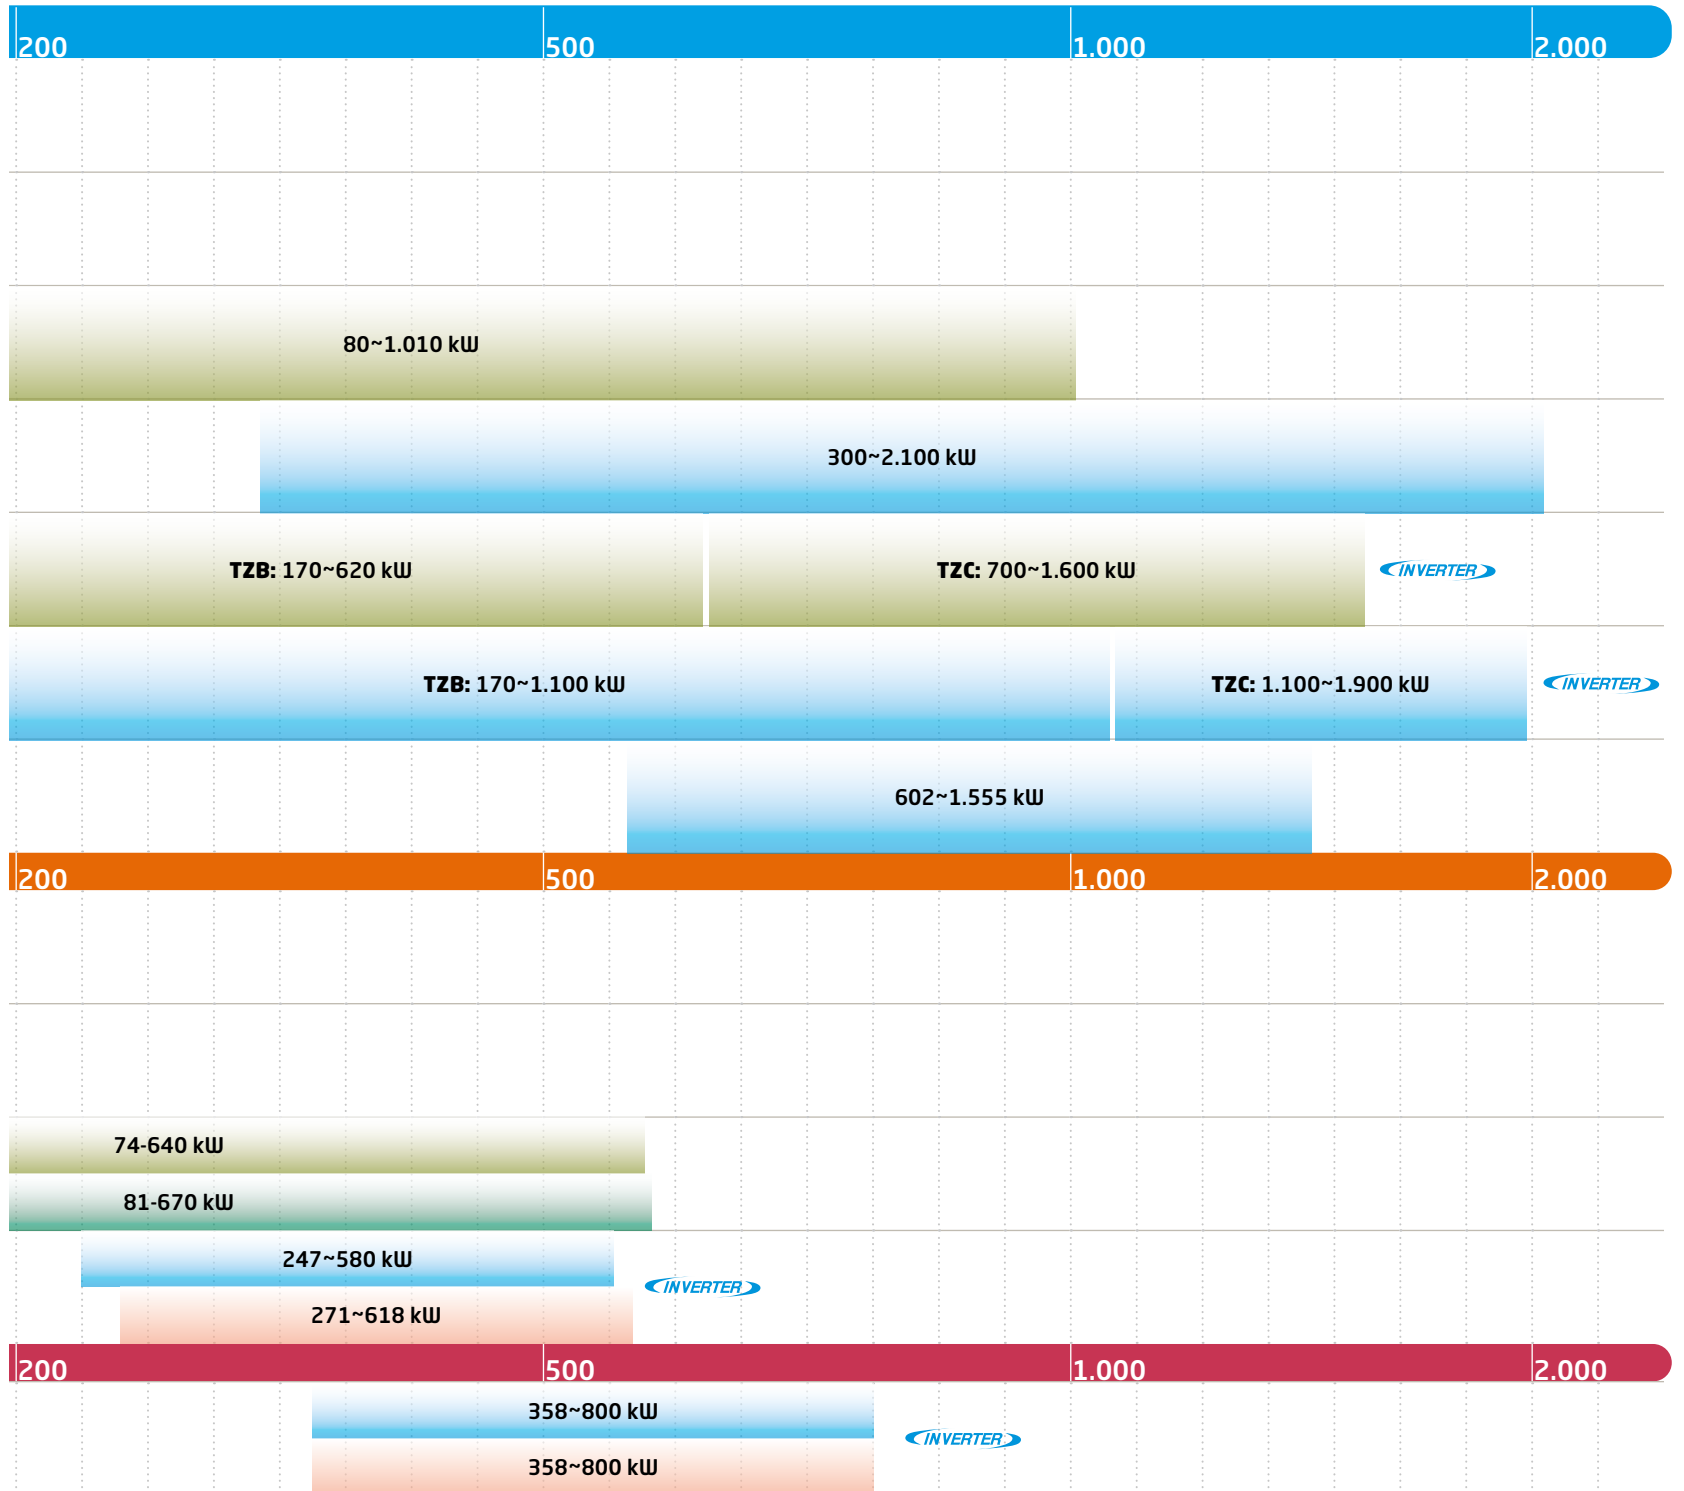 200 500 1.000 2.000
80~1.010 kW
300~2.100 kW
TZB: 170~620 kW TZC: 700~1.600 kW INVERTER
TZB: 170~1.100 kW TZC: 1.100~1.900 kW INVERTER
602~1.555 kW
200 500 1.000 2.000
74-640 kW
81-670 kW
247~580 kW
INVERTER
271~618 kW
200 500 1.000 2.000
358~800 kW
INVERTER
358~800 kW